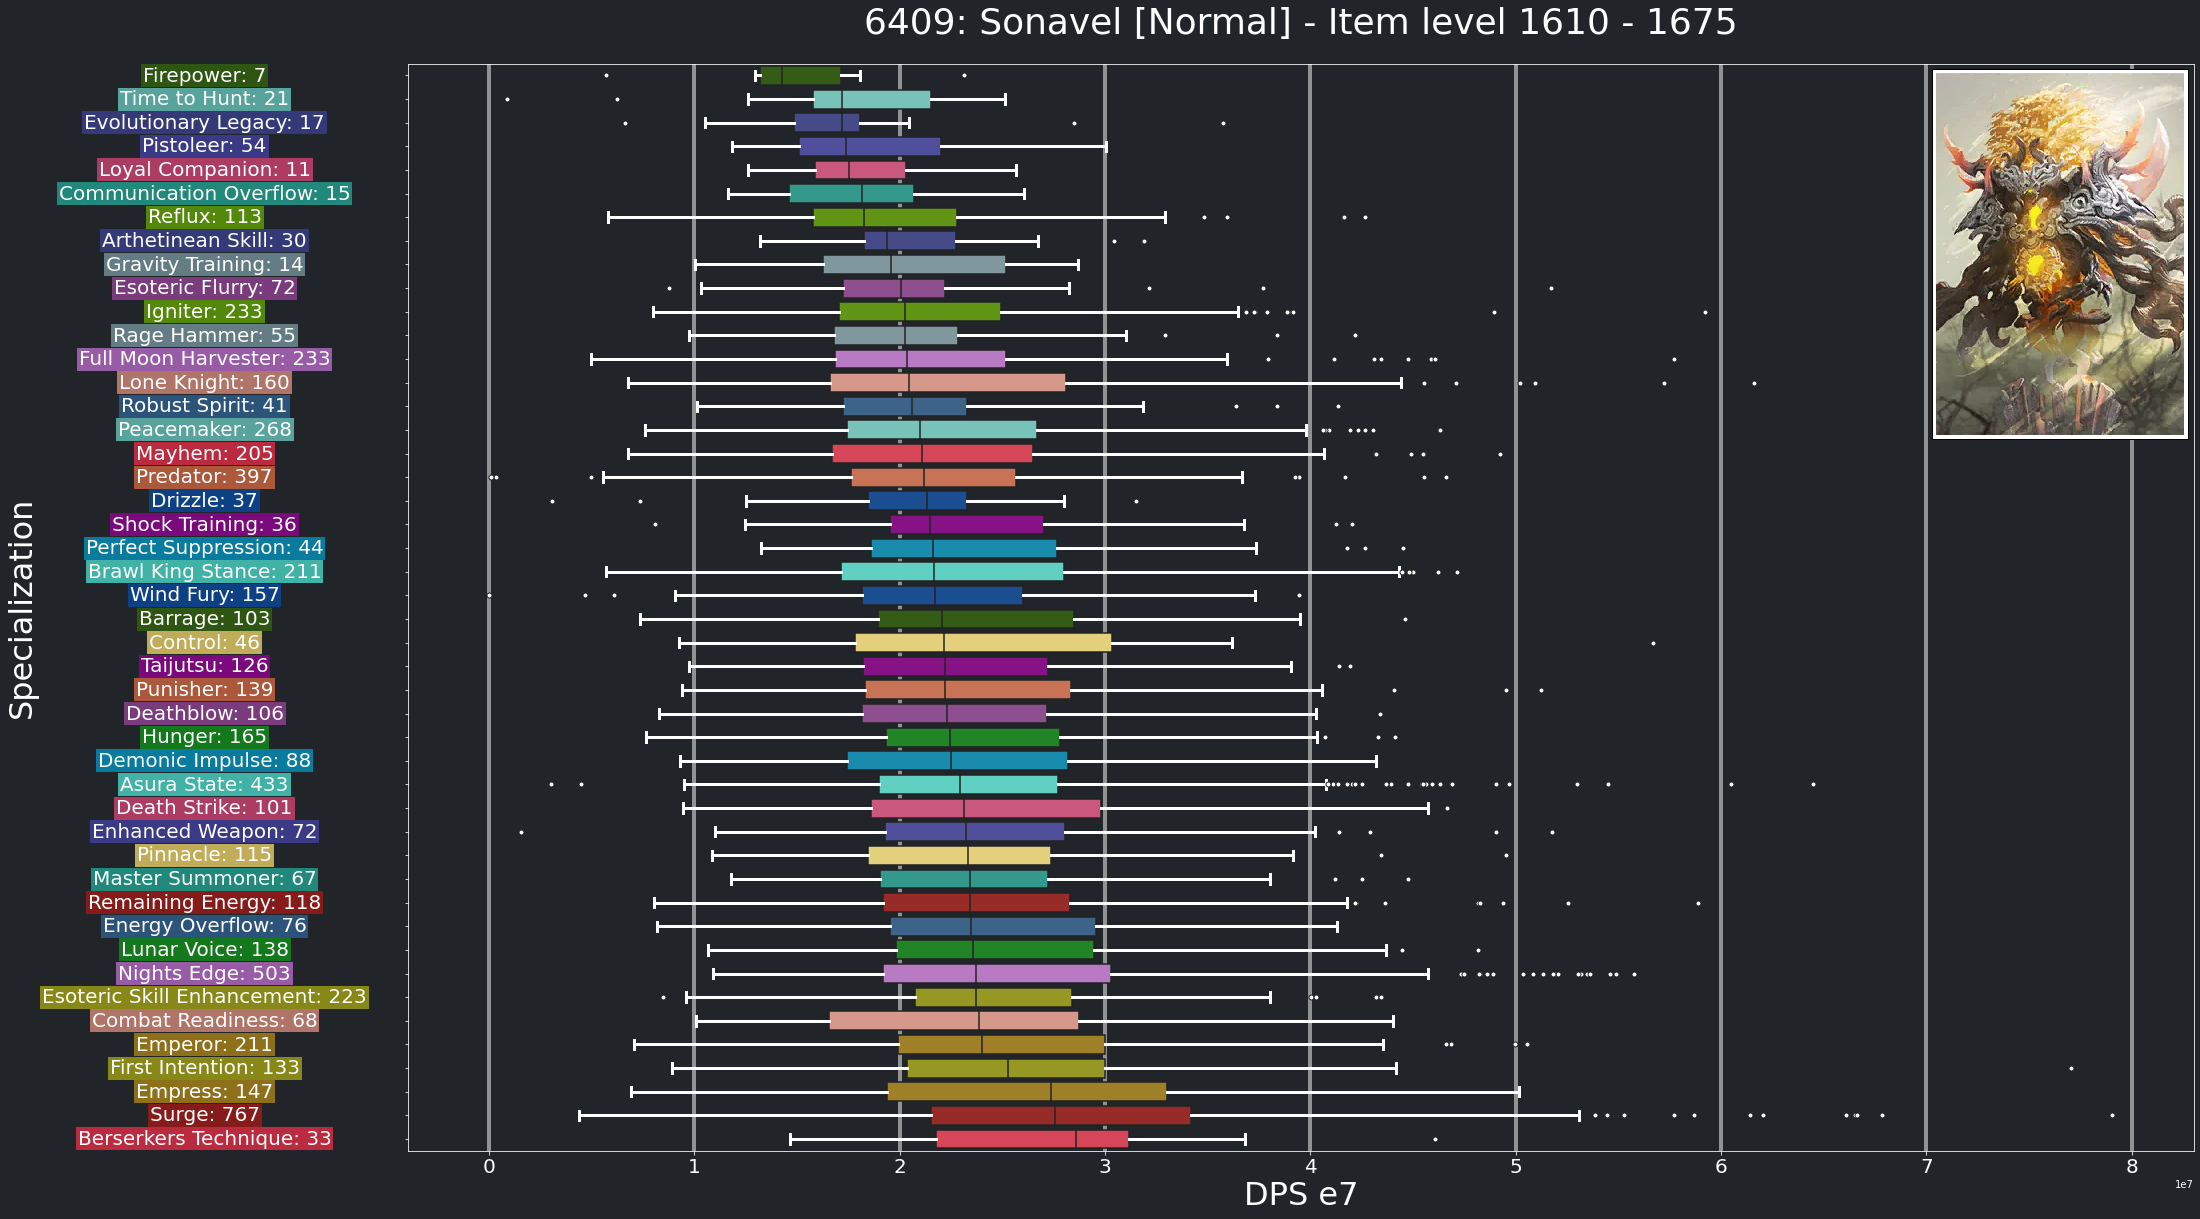 6409: Sonavel [Normal] - Item level 1610 - 1675
Firepower: 7
Time to Hunt: 21
Evolutionary Legacy: 17
Pistoleer: 54
Loyal Companion: 11
Communication Overflow: 15
Reflux: 113
Arthetinean Skill: 30
Gravity Training: 14
Esoteric Flurry: 72
Igniter: 233
Rage Hammer: 55
Full Moon Harvester: 233
Lone Knight: 160
Robust Spirit: 41
Peacemaker: 268
Mayhem: 205
Predator: 397
Drizzle: 37
Shock Training: 36
Perfect Suppression: 44
Brawl King Stance: 211
Wind Fury: 157
Barrage: 103
Control: 46
Taijutsu: 126
Punisher: 139
Deathblow: 106
Hunger: 165
Demonic Impulse: 88
Asura State: 433
Death Strike: 101
Enhanced Weapon: 72
Pinnacle: 115
Master Summoner: 67
Remaining Energy: 118
Energy Overflow: 76
Lunar Voice: 138
Nights Edge: 503
Esoteric Skill Enhancement: 223
Combat Readiness: 68
Emperor: 211
First Intention: 133
Empress: 147
Surge: 767
Berserkers Technique: 33
Specialization
0 1 2 3 4 5 6 7 8
1e7
DPS e7